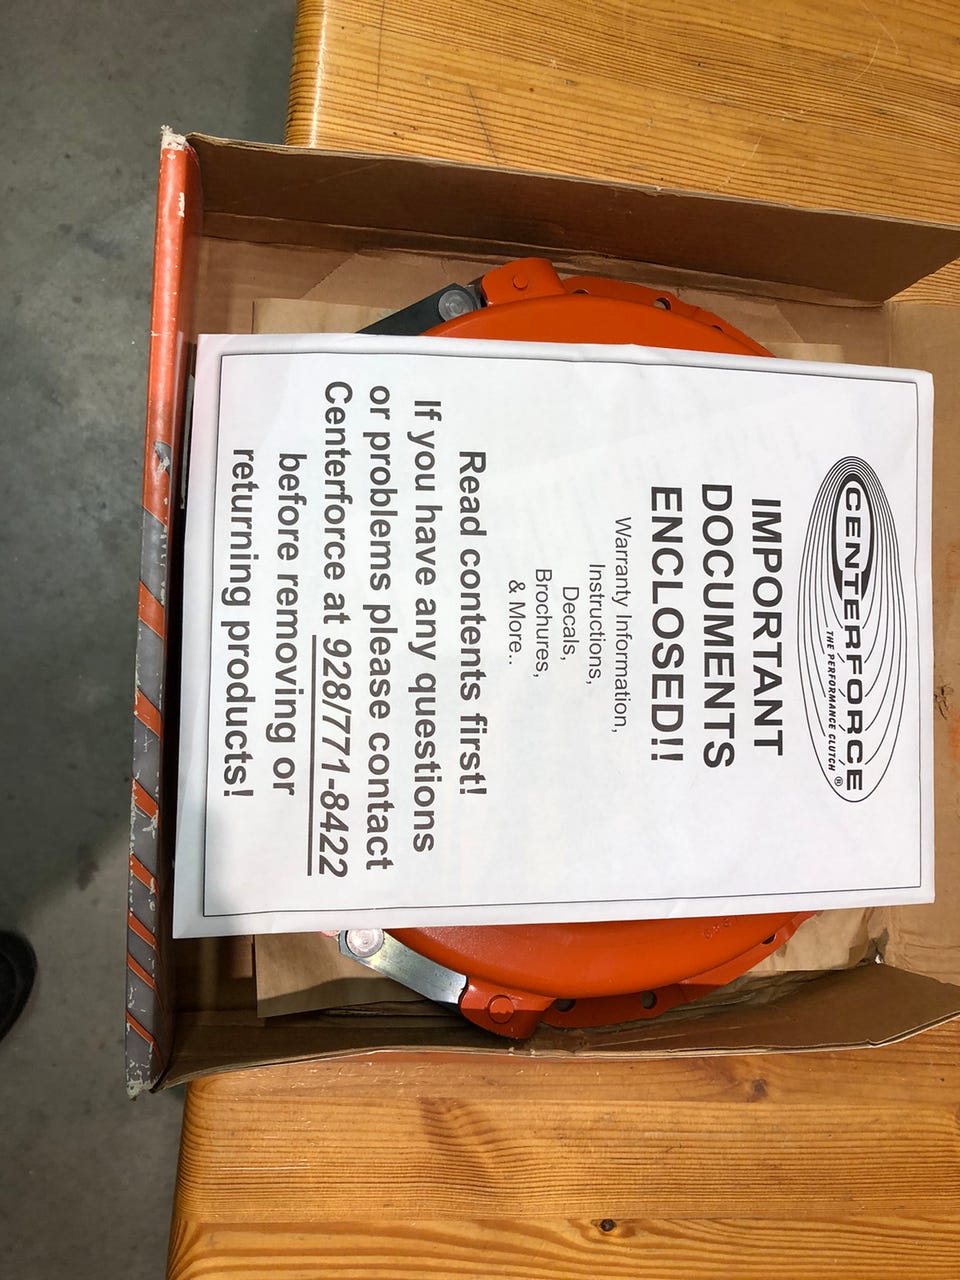 CENTERFORCE
THE PERFORMANCE CLUTCH ®
IMPORTANT
DOCUMENTS
ENCLOSED!!
Warranty Information,
Instructions,
Decals,
Brochures,
& More..
Read contents first!
If you have any questions
or problems please contact
Centerforce at 928/771-8422
before removing or
returning products!